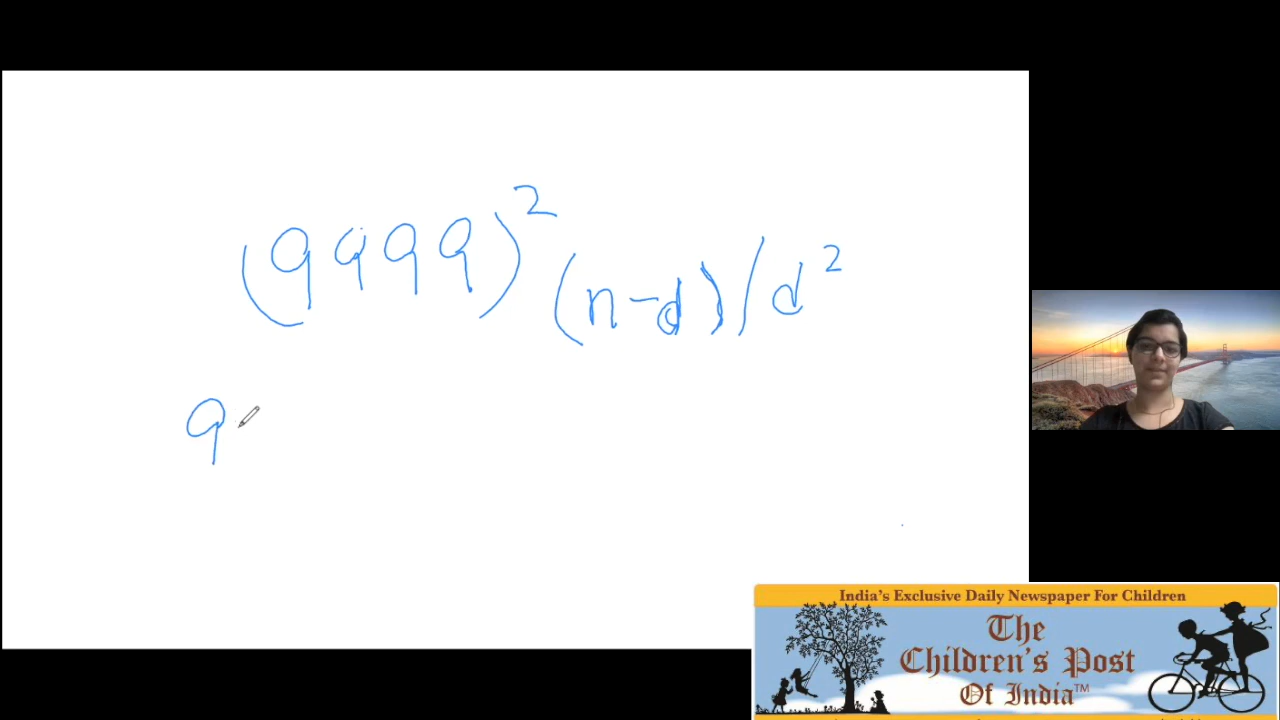 (9999)² (n-d)/d²
9
India's Exclusive Daily Newspaper For Children
The
Children's Post
Of India™